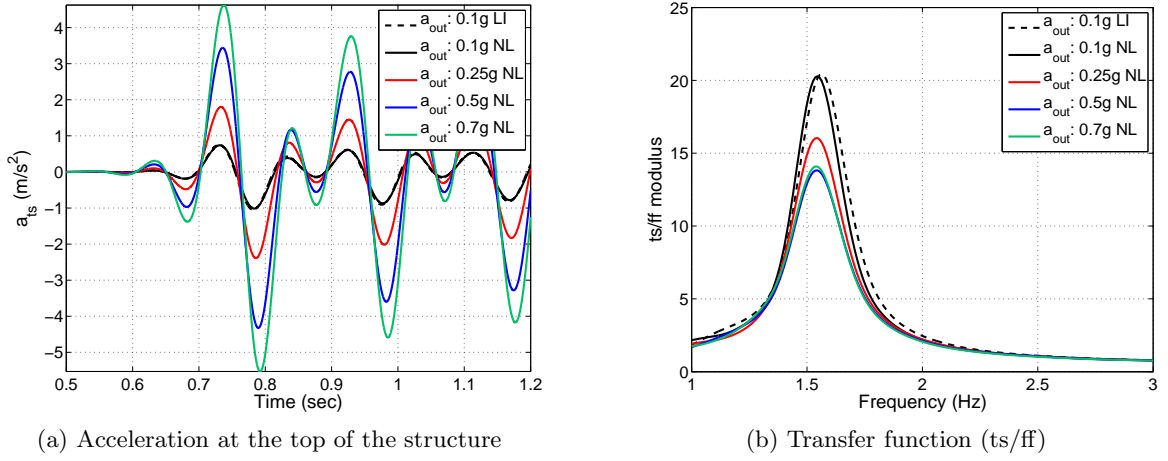 4
3
2
1
0
−1
−2
−3
−4
−5
a_ts (m/s²)
0.5 0.6 0.7 0.8 0.9 1 1.1 1.2
Time (sec)
a_out: 0.1g LI
a_out: 0.1g NL
a_out: 0.25g NL
a_out: 0.5g NL
a_out: 0.7g NL
(a) Acceleration at the top of the structure
25
20
15
10
5
0
ts/ff modulus
1 1.5 2 2.5 3
Frequency (Hz)
a_out: 0.1g LI
a_out: 0.1g NL
a_out: 0.25g NL
a_out: 0.5g NL
a_out: 0.7g NL
(b) Transfer function (ts/ff)